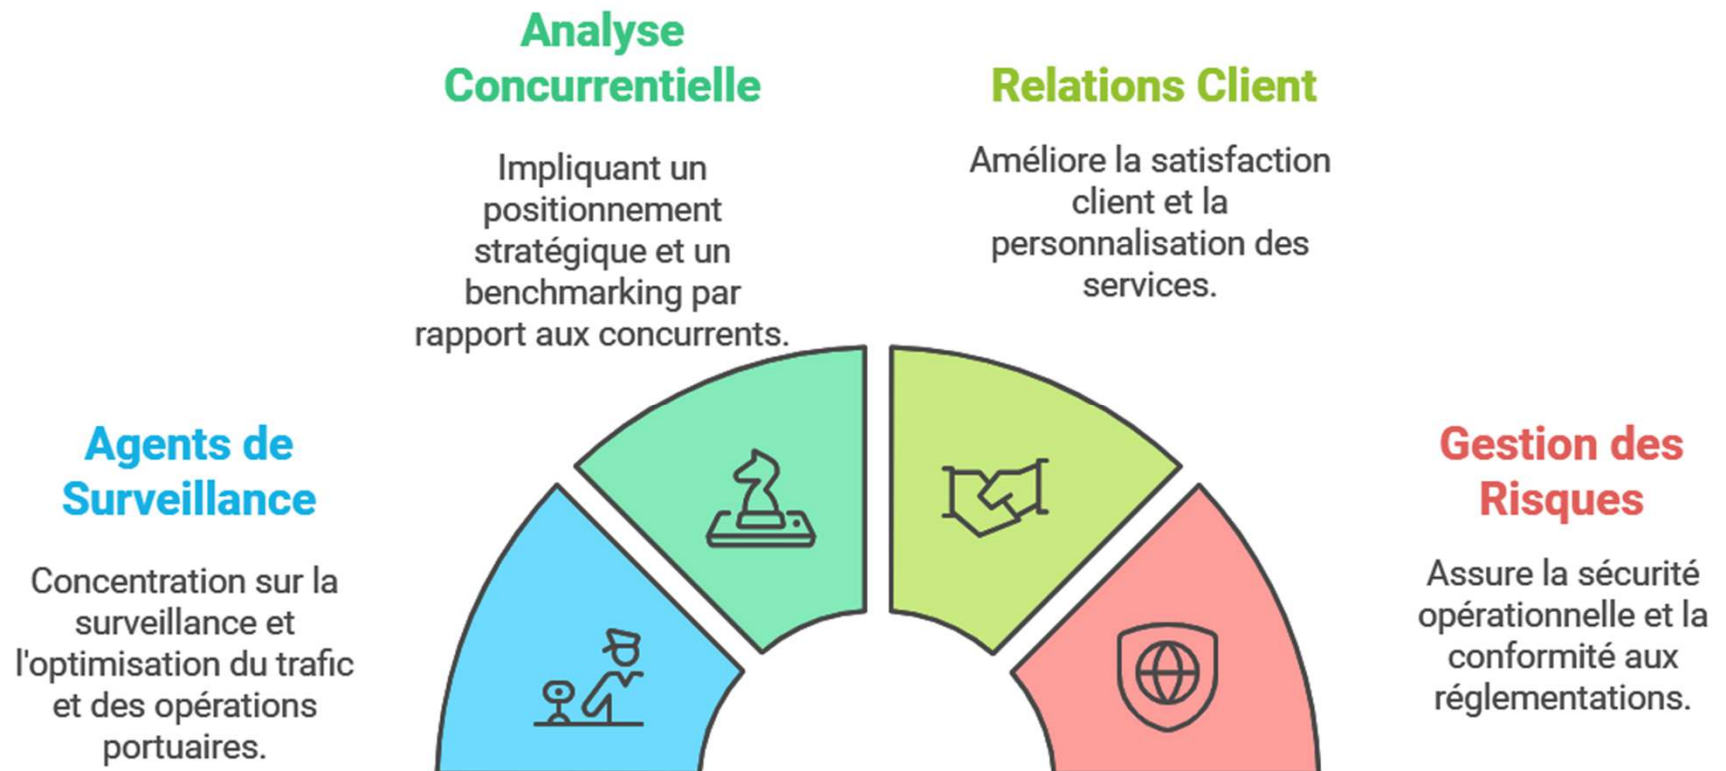 Analyse
Concurrentielle
Impliquant un
positionnement
stratégique et un
benchmarking par
rapport aux concurrents.
Relations Client
Améliore la satisfaction
client et la
personnalisation des
services.
Agents de
Surveillance
Concentration sur la
surveillance et
l'optimisation du trafic
et des opérations
portuaires.
Gestion des
Risques
Assure la sécurité
opérationnelle et la
conformité aux
réglementations.